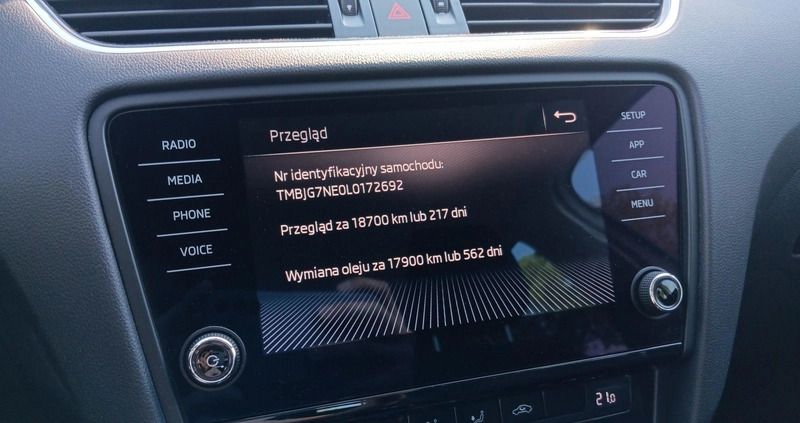 Przegląd
RADIO
MEDIA
PHONE
VOICE
Nr identyfikacyjny samochodu:
TMBJG7NE0L0172692
Przegląd za 18700 km lub 217 dni
Wymiana oleju za 17900 km lub 562 dni
SETUP
APP
CAR
MENU
21.0